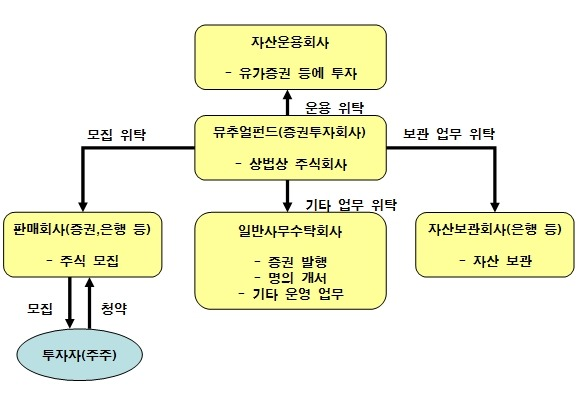 자산운용회사
- 유가증권 등에 투자
운용 위탁
모집 위탁
뮤추얼펀드(증권투자회사)
- 상법상 주식회사
보관 업무 위탁
기타 업무 위탁
판매회사(증권,은행 등)
- 주식 모집
일반사무수탁회사
- 증권 발행
- 명의 개서
- 기타 운영 업무
자산보관회사(은행 등)
- 자산 보관
모집
청약
투자자(주주)